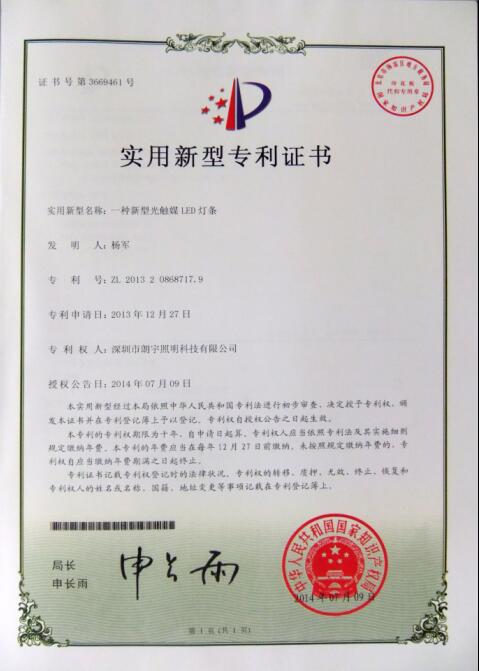 证书号第3669461号
印花税
代扣专用章
国家知识产权局
实用新型专利证书
实用新型名称：一种新型光触媒LED灯条
发明人：杨军
专利号：ZL 2013 2 0868717.9
专利申请日：2013年12月27日
专利权人：深圳市朗宇照明科技有限公司
授权公告日：2014年07月09日
本实用新型经过本局依照中华人民共和国专利法进行初步审查，决定授予专利权，颁
发本证书并在专利登记簿上予以登记。专利权自授权公告之日起生效。
本专利的专利权期限为十年，自申请日起算。专利权人应当依照专利法及其实施细则
规定缴纳年费。本专利的年费应当在每年12月27日前缴纳。未按照规定缴纳年费的，专
利权自应当缴纳年费期满之日起终止。
专利证书记载专利权登记时的法律状况。专利权的转移、质押、无效、终止、恢复和
专利权人的姓名或名称、国籍、地址变更等事项记载在专利登记簿上。
局长
申长雨
申长雨
中华人民共和国国家知识产权局
2014年07月09日
第1页（共1页）